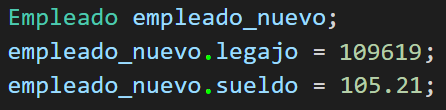 Empleado empleado_nuevo;
empleado_nuevo.legajo = 109619;
empleado_nuevo.sueldo = 105.21;